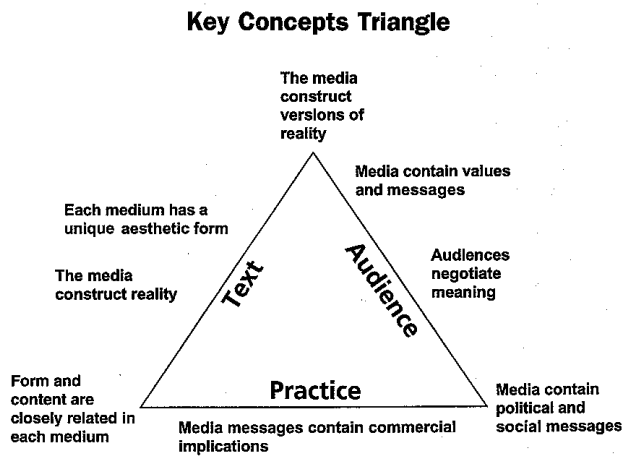 Key Concepts Triangle
The media
construct
versions of
reality
Media contain values
and messages
Each medium has a
unique aesthetic form
Audiences
negotiate
meaning
The media
construct reality
Text
Audience
Practice
Form and
content are
closely related in
each medium
Media contain
political and
social messages
Media messages contain commercial
implications